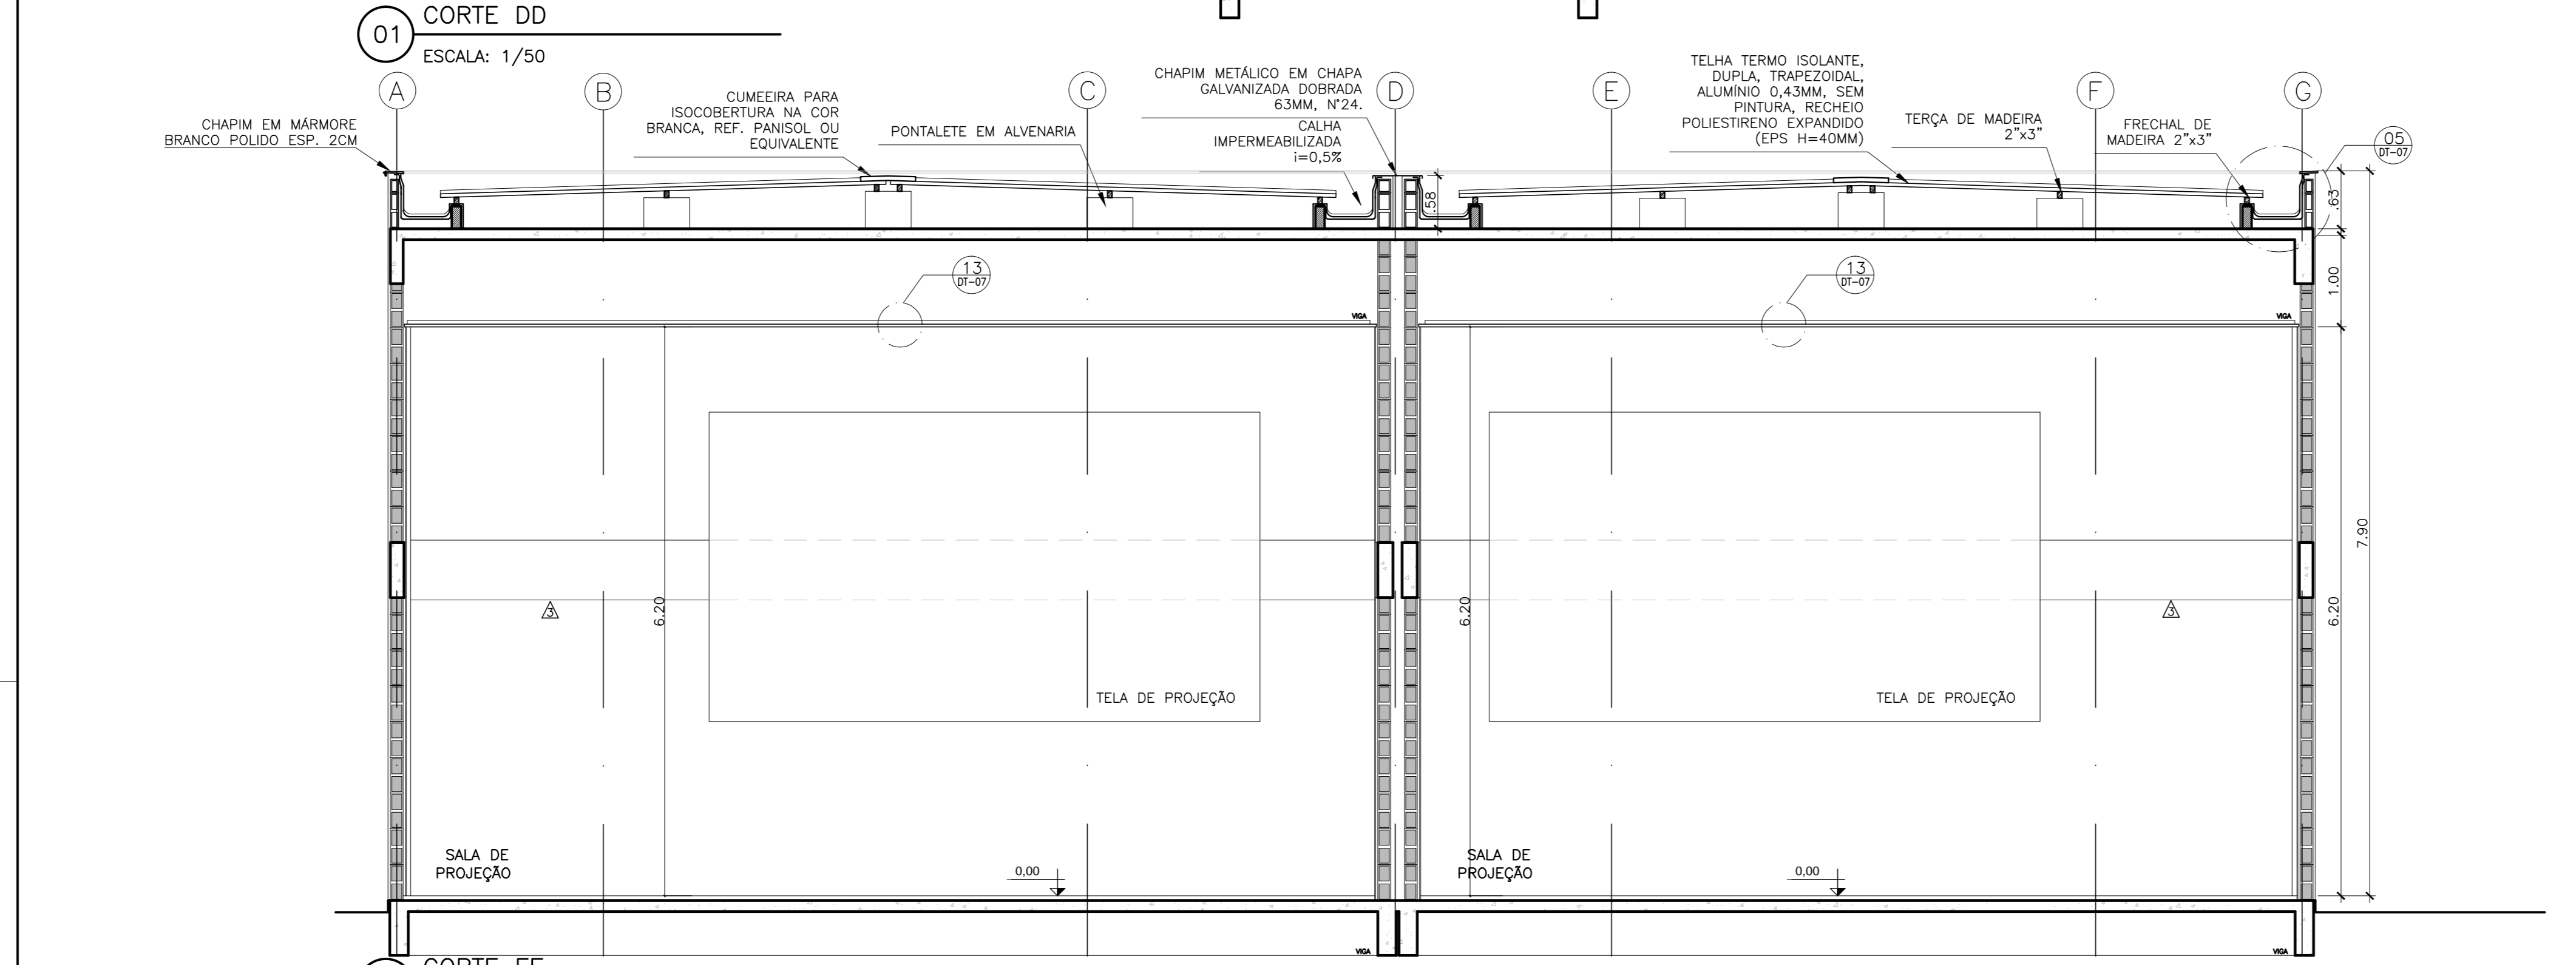 01
CORTE DD
ESCALA: 1/50
A
B
C
D
E
F
G
CHAPIM EM MÁRMORE
BRANCO POLIDO ESP. 2CM
CUMEEIRA PARA
ISOCOBERTURA NA COR
BRANCA, REF. PANISOL OU
EQUIVALENTE
PONTALETE EM ALVENARIA
CHAPIM METÁLICO EM CHAPA
GALVANIZADA DOBRADA
63MM, N°24.
CALHA
IMPERMEABILIZADA
i=0,5%
TELHA TERMO ISOLANTE,
DUPLA, TRAPEZOIDAL,
ALUMÍNIO 0,43MM, SEM
PINTURA, RECHEIO
POLIESTIRENO EXPANDIDO
(EPS H=40MM)
TERÇA DE MADEIRA
2"x3"
FRECHAL DE
MADEIRA 2"x3"
05
DT-07
.58
.63
13
DT-07
13
DT-07
1.00
VIGA
VIGA
7.90
6.20
6.20
6.20
3
3
TELA DE PROJEÇÃO
TELA DE PROJEÇÃO
SALA DE
PROJEÇÃO
0,00
SALA DE
PROJEÇÃO
0,00
VIGA
VIGA